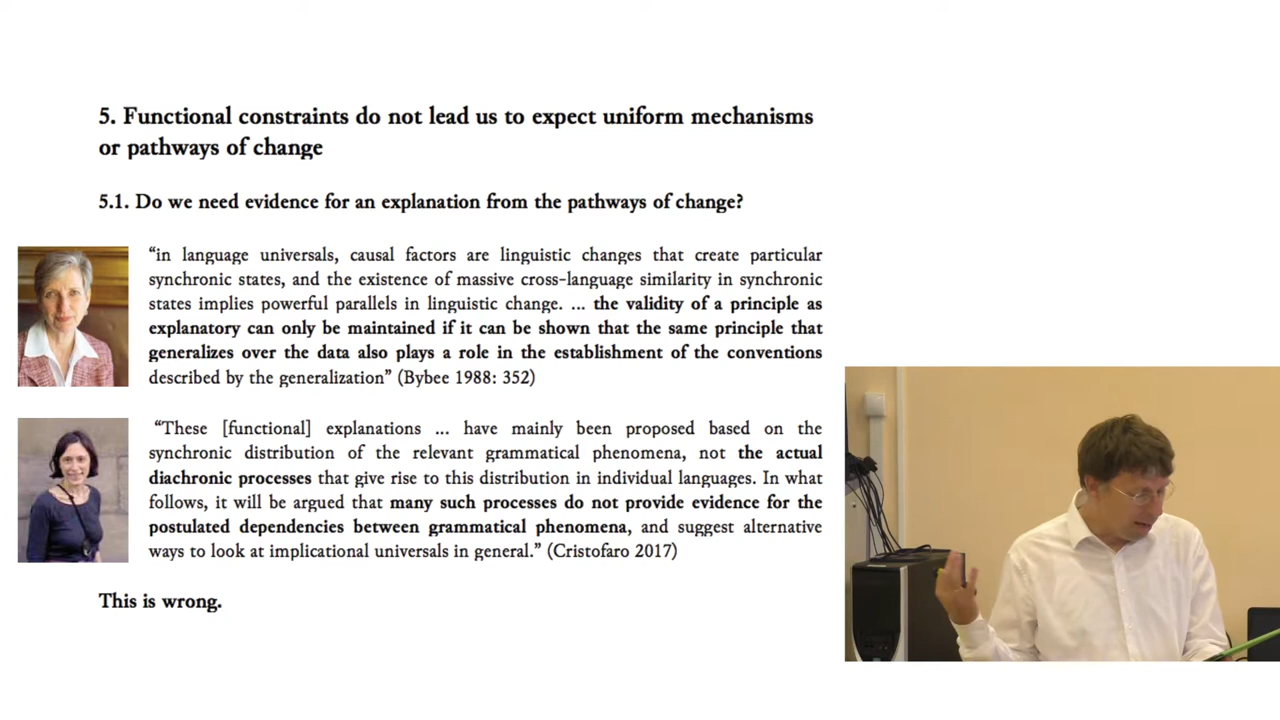 5. Functional constraints do not lead us to expect uniform mechanisms
or pathways of change
5.1. Do we need evidence for an explanation from the pathways of change?
“in language universals, causal factors are linguistic changes that create particular
synchronic states, and the existence of massive cross-language similarity in synchronic
states implies powerful parallels in linguistic change. ... the validity of a principle as
explanatory can only be maintained if it can be shown that the same principle that
generalizes over the data also plays a role in the establishment of the conventions
described by the generalization” (Bybee 1988: 352)
“These [functional] explanations ... have mainly been proposed based on the
synchronic distribution of the relevant grammatical phenomena, not the actual
diachronic processes that give rise to this distribution in individual languages. In what
follows, it will be argued that many such processes do not provide evidence for the
postulated dependencies between grammatical phenomena, and suggest alternative
ways to look at implicational universals in general.” (Cristofaro 2017)
This is wrong.